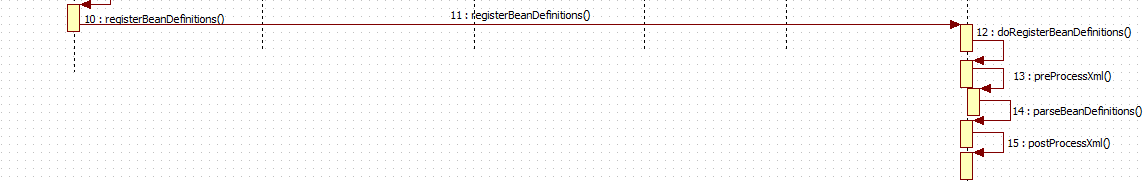 10 : registerBeanDefinitions()
11 : registerBeanDefinitions()
12 : doRegisterBeanDefinitions()
13 : preProcessXml()
14 : parseBeanDefinitions()
15 : postProcessXml()